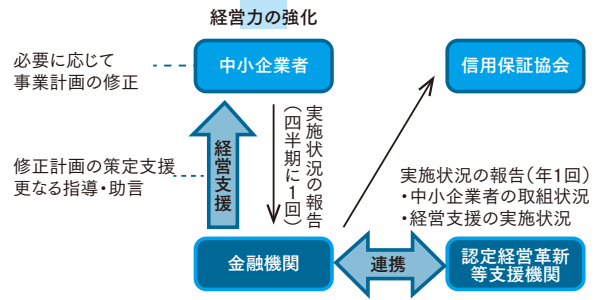 経営力の強化
必要に応じて
事業計画の修正
中小企業者
信用保証協会
修正計画の策定支援
更なる指導・助言
経営支援
実施状況の報告
（四半期に1回）
実施状況の報告（年1回）
・中小企業者の取組状況
・経営支援の実施状況
金融機関
連携
認定経営革新
等支援機関